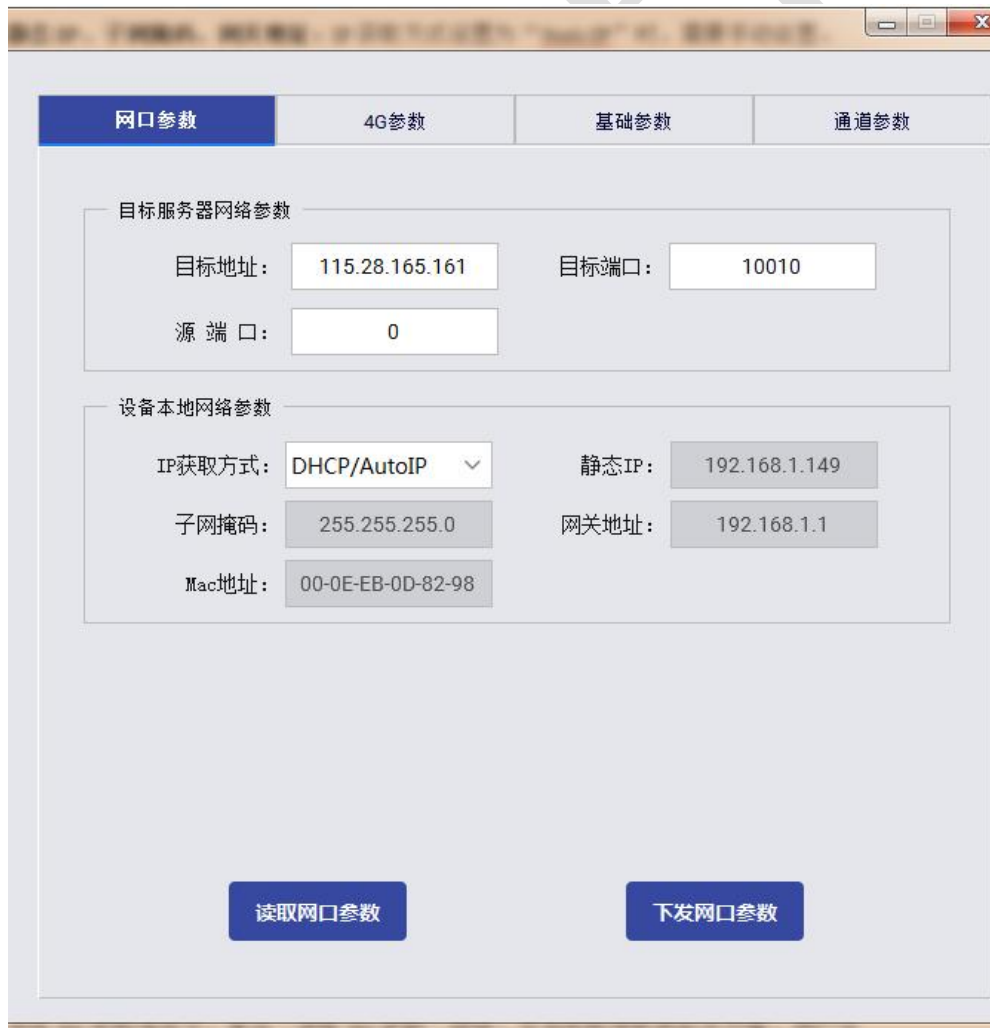 网口参数 4G参数 基础参数 通道参数
目标服务器网络参数
目标地址： 115.28.165.161 目标端口： 10010
源 端 口： 0
设备本地网络参数
IP获取方式： DHCP/AutoIP 静态IP： 192.168.1.149
子网掩码： 255.255.255.0 网关地址： 192.168.1.1
Mac地址： 00-0E-EB-0D-82-98
读取网口参数 下发网口参数